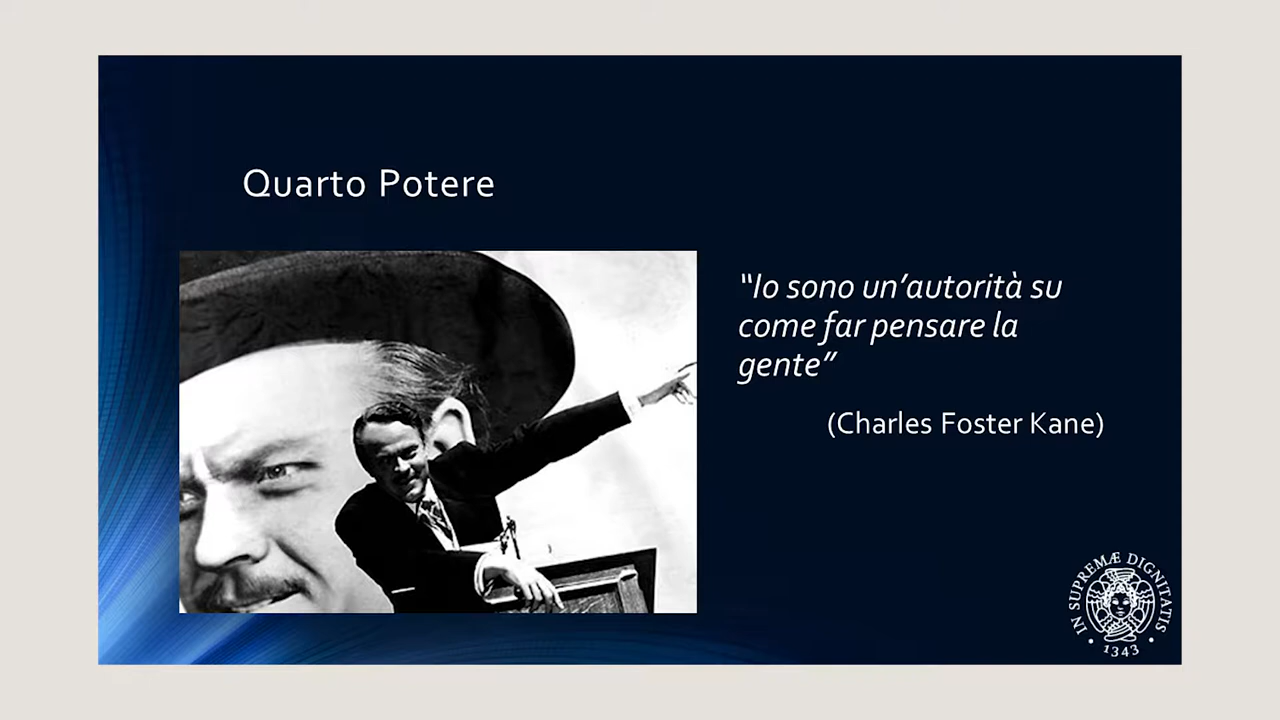 Quarto Potere
“Io sono un’autorità su
come far pensare la
gente”
(Charles Foster Kane)
IN SUPREMÆ DIGNITATIS
• 1343 •